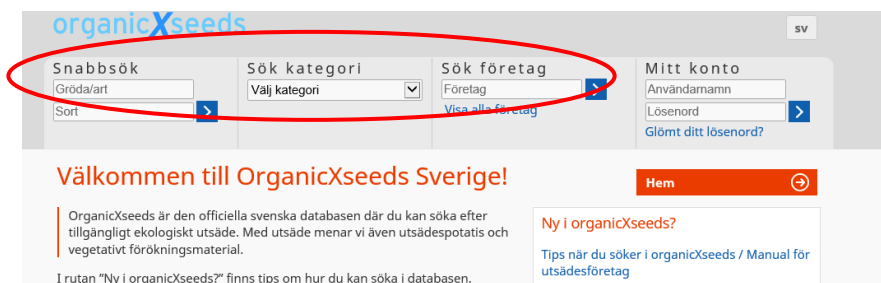 organicXseeds
sv
Snabbsök
Gröda/art
Sort
Sök kategori
Välj kategori
Sök företag
Företag
Visa alla företag
Mitt konto
Användarnamn
Lösenord
Glömt ditt lösenord?
Välkommen till OrganicXseeds Sverige!
OrganicXseeds är den officiella svenska databasen där du kan söka efter
tillgängligt ekologiskt utsäde. Med utsäde menar vi även utsädespotatis och
vegetativt förökningsmaterial.
I rutan ”Ny i organicXseeds?” finns tips om hur du kan söka i databasen.
Hem
Ny i organicXseeds?
Tips när du söker i organicXseeds / Manual för
utsädesföretag